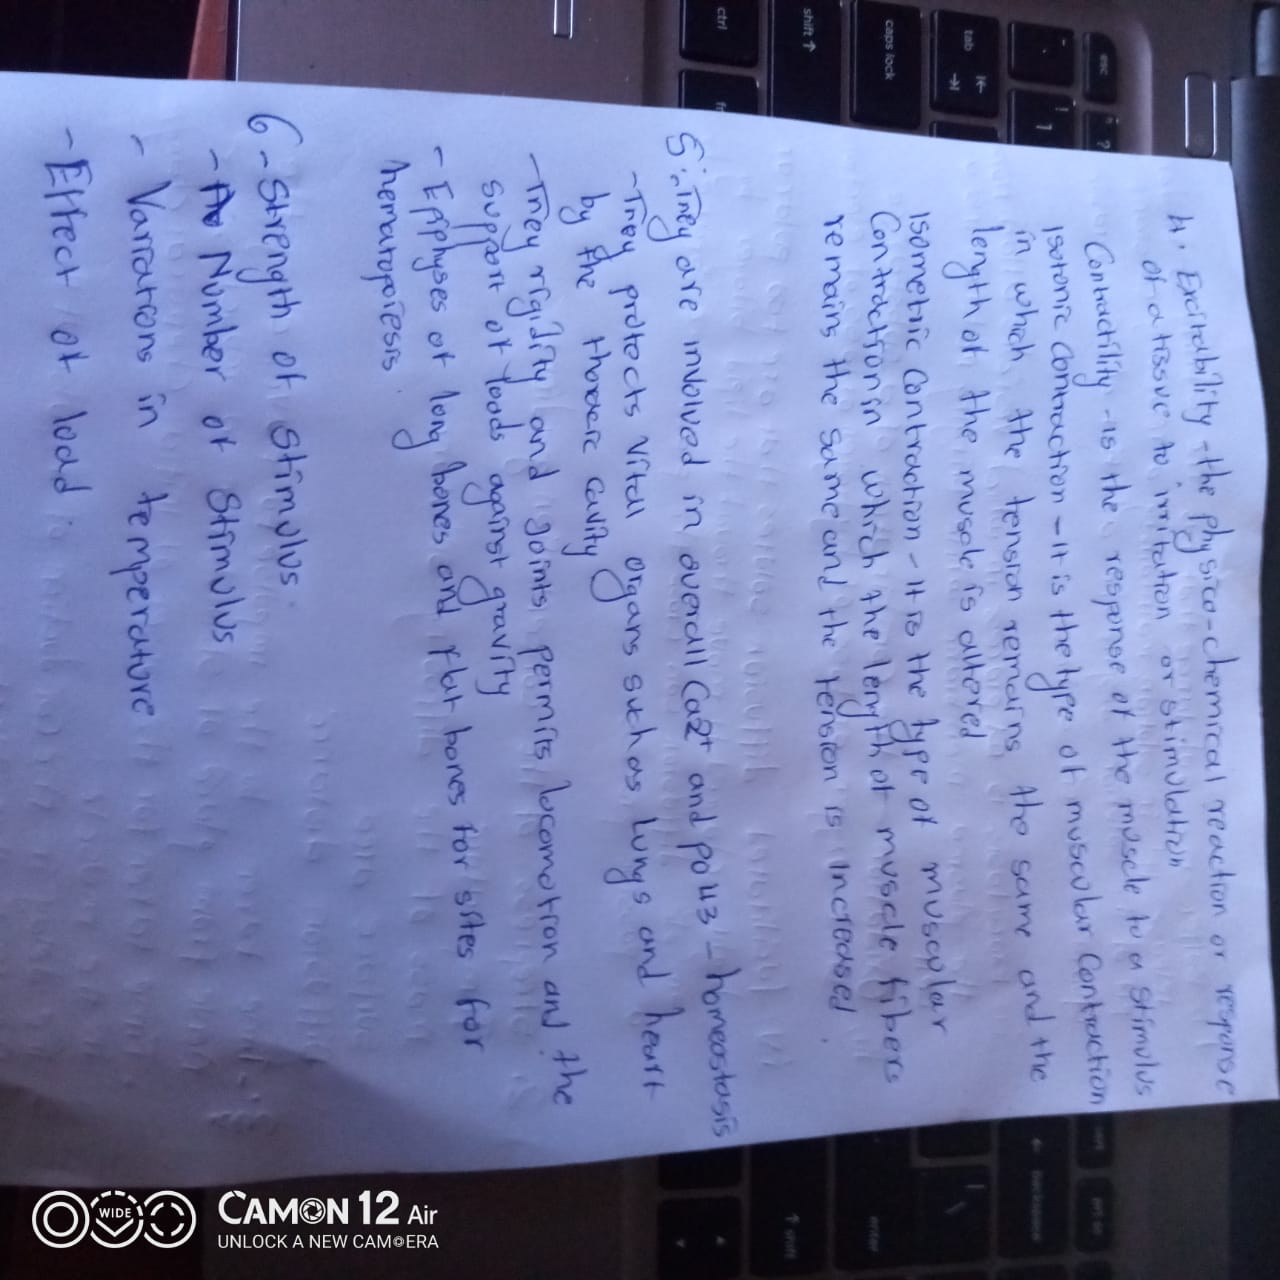 4. Excitability - the physico-chemical reaction or response
of a tissue to irritation or stimulation
Contractility - is the response of the muscle to a stimulus
Isotonic contraction - It is the type of muscular contraction
in which the tension remains the same and the
length of the muscle is altered
Isometric contraction - It is the type of muscular
contraction in which the length of muscle fibers
remains the same and the tension is increased.
5. They are involved in overall Ca2+ and po43- homeostasis
- They protects vital organs such as lungs and heart
by the thoracic cavity
- They rigidity and joints permits locomotion and the
support of loads against gravity
- Epiphyses of long bones and flat bones for sites for
hematopoiesis.
6 - Strength of stimulus
- Number of stimulus
- Variations in temperature
- Effect of load
esc
tab
caps lock
shift
ctrl
1
?
enter
shift
CAMON 12 Air
UNLOCK A NEW CAMERA
WIDE